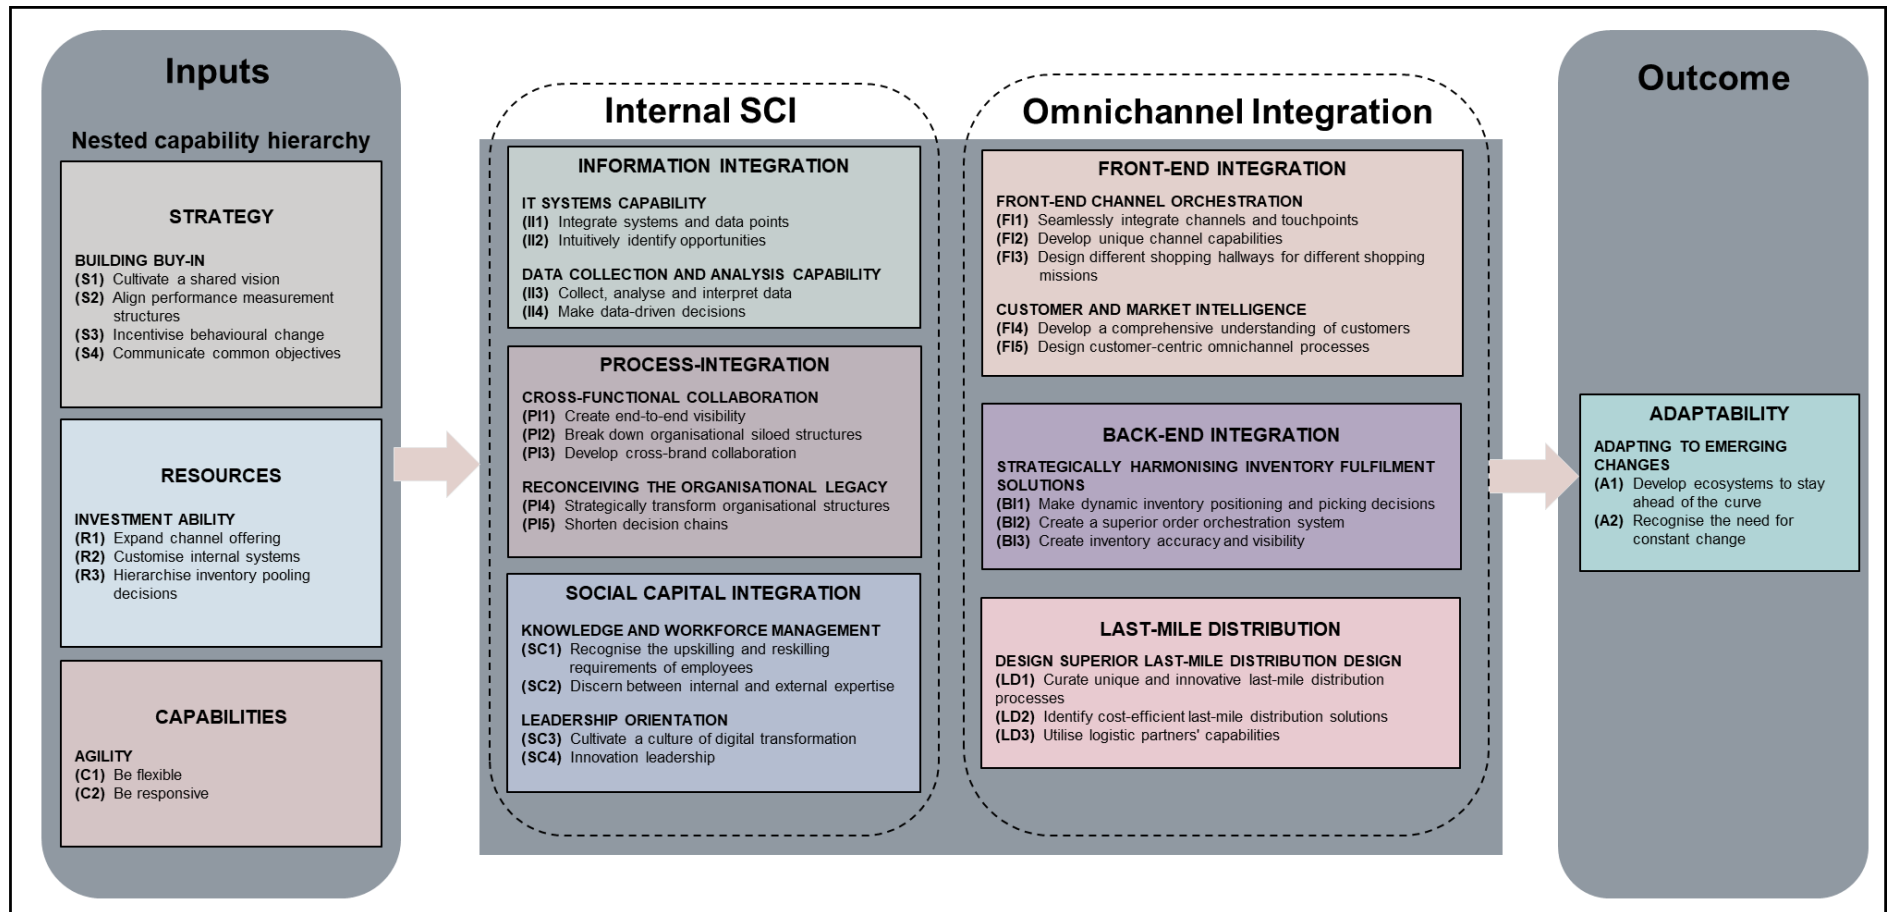 Inputs
Nested capability hierarchy
STRATEGY
BUILDING BUY-IN
(S1) Cultivate a shared vision
(S2) Align performance measurement
structures
(S3) Incentivise behavioural change
(S4) Communicate common objectives
RESOURCES
INVESTMENT ABILITY
(R1) Expand channel offering
(R2) Customise internal systems
(R3) Hierarchise inventory pooling
decisions
CAPABILITIES
AGILITY
(C1) Be flexible
(C2) Be responsive
Internal SCI
INFORMATION INTEGRATION
IT SYSTEMS CAPABILITY
(II1) Integrate systems and data points
(II2) Intuitively identify opportunities
DATA COLLECTION AND ANALYSIS CAPABILITY
(II3) Collect, analyse and interpret data
(II4) Make data-driven decisions
PROCESS-INTEGRATION
CROSS-FUNCTIONAL COLLABORATION
(PI1) Create end-to-end visibility
(PI2) Break down organisational siloed structures
(PI3) Develop cross-brand collaboration
RECONCEIVING THE ORGANISATIONAL LEGACY
(PI4) Strategically transform organisational structures
(PI5) Shorten decision chains
SOCIAL CAPITAL INTEGRATION
KNOWLEDGE AND WORKFORCE MANAGEMENT
(SC1) Recognise the upskilling and reskilling
requirements of employees
(SC2) Discern between internal and external expertise
LEADERSHIP ORIENTATION
(SC3) Cultivate a culture of digital transformation
(SC4) Innovation leadership
Omnichannel Integration
FRONT-END INTEGRATION
FRONT-END CHANNEL ORCHESTRATION
(FI1) Seamlessly integrate channels and touchpoints
(FI2) Develop unique channel capabilities
(FI3) Design different shopping hallways for different shopping
missions
CUSTOMER AND MARKET INTELLIGENCE
(FI4) Develop a comprehensive understanding of customers
(FI5) Design customer-centric omnichannel processes
BACK-END INTEGRATION
STRATEGICALLY HARMONISING INVENTORY FULFILMENT
SOLUTIONS
(BI1) Make dynamic inventory positioning and picking decisions
(BI2) Create a superior order orchestration system
(BI3) Create inventory accuracy and visibility
LAST-MILE DISTRIBUTION
DESIGN SUPERIOR LAST-MILE DISTRIBUTION DESIGN
(LD1) Curate unique and innovative last-mile distribution
processes
(LD2) Identify cost-efficient last-mile distribution solutions
(LD3) Utilise logistic partners' capabilities
Outcome
ADAPTABILITY
ADAPTING TO EMERGING
CHANGES
(A1) Develop ecosystems to stay
ahead of the curve
(A2) Recognise the need for
constant change